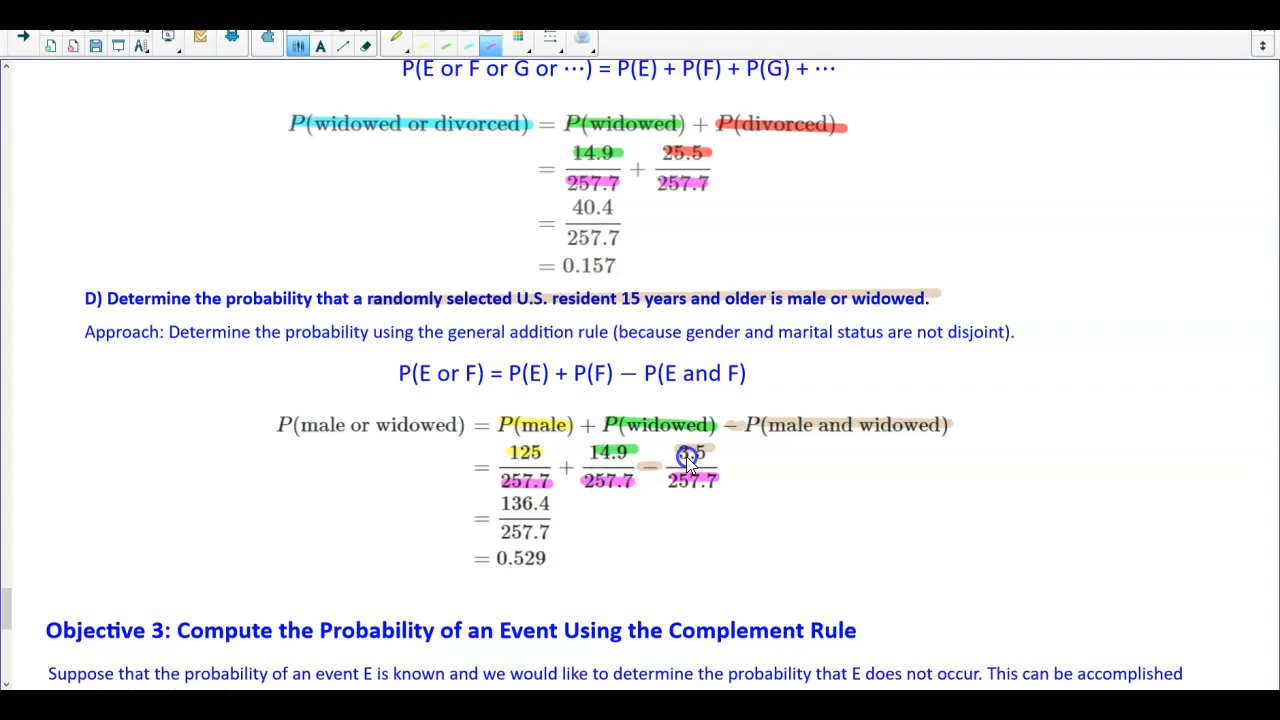 P(E or F or G or ⋯) = P(E) + P(F) + P(G) + ⋯
P(widowed or divorced) = P(widowed) + P(divorced)
= 14.9/257.7 + 25.5/257.7
= 40.4/257.7
= 0.157
D) Determine the probability that a randomly selected U.S. resident 15 years and older is male or widowed.
Approach: Determine the probability using the general addition rule (because gender and marital status are not disjoint).
P(E or F) = P(E) + P(F) − P(E and F)
P(male or widowed) = P(male) + P(widowed) − P(male and widowed)
= 125/257.7 + 14.9/257.7 − 3.5/257.7
= 136.4/257.7
= 0.529
Objective 3: Compute the Probability of an Event Using the Complement Rule
Suppose that the probability of an event E is known and we would like to determine the probability that E does not occur. This can be accomplished